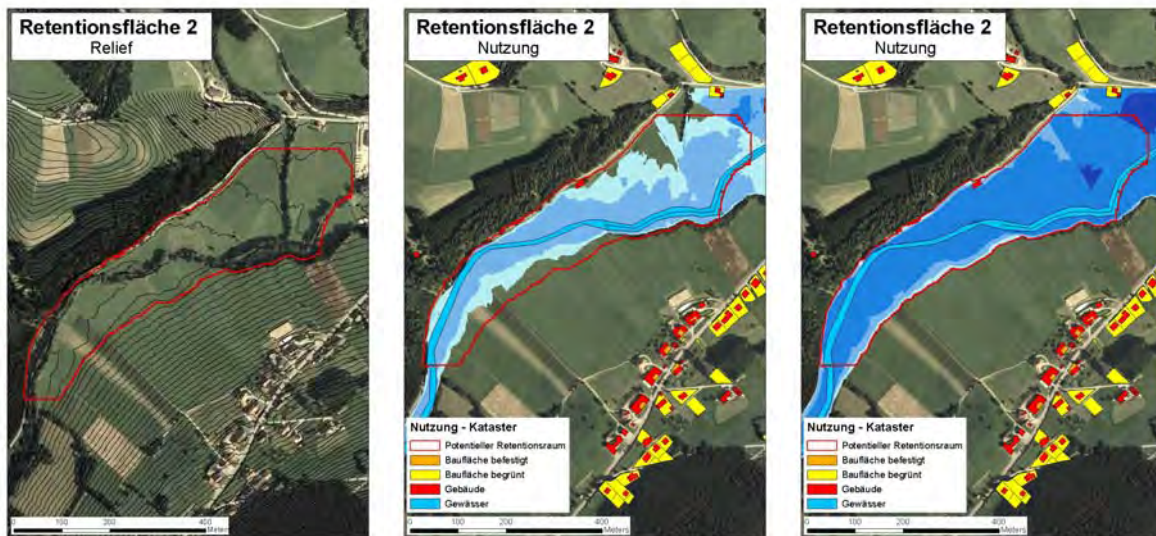 Retentionsfläche 2
Relief
0 100 200 400
Meters
Retentionsfläche 2
Nutzung
Nutzung - Kataster
Potentieller Retentionsraum
Baufläche befestigt
Baufläche begrünt
Gebäude
Gewässer
0 100 200 400
Meters
Retentionsfläche 2
Nutzung
Nutzung - Kataster
Potentieller Retentionsraum
Baufläche befestigt
Baufläche begrünt
Gebäude
Gewässer
0 100 200 400
Meters